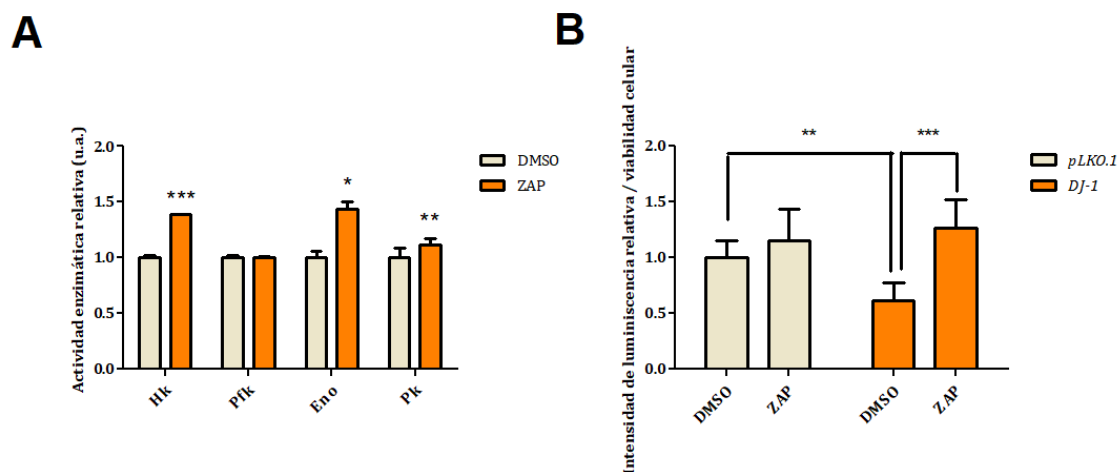 A
Actividad enzimática relativa (u.a.)
2.0
1.5
1.0
0.5
0.0
***
*
**
Hk
Pfk
Eno
Pk
DMSO
ZAP
B
Intensidad de luminiscencia relativa / viabilidad celular
2.0
1.5
1.0
0.5
0.0
**
***
DMSO
ZAP
DMSO
ZAP
pLKO.1
DJ-1